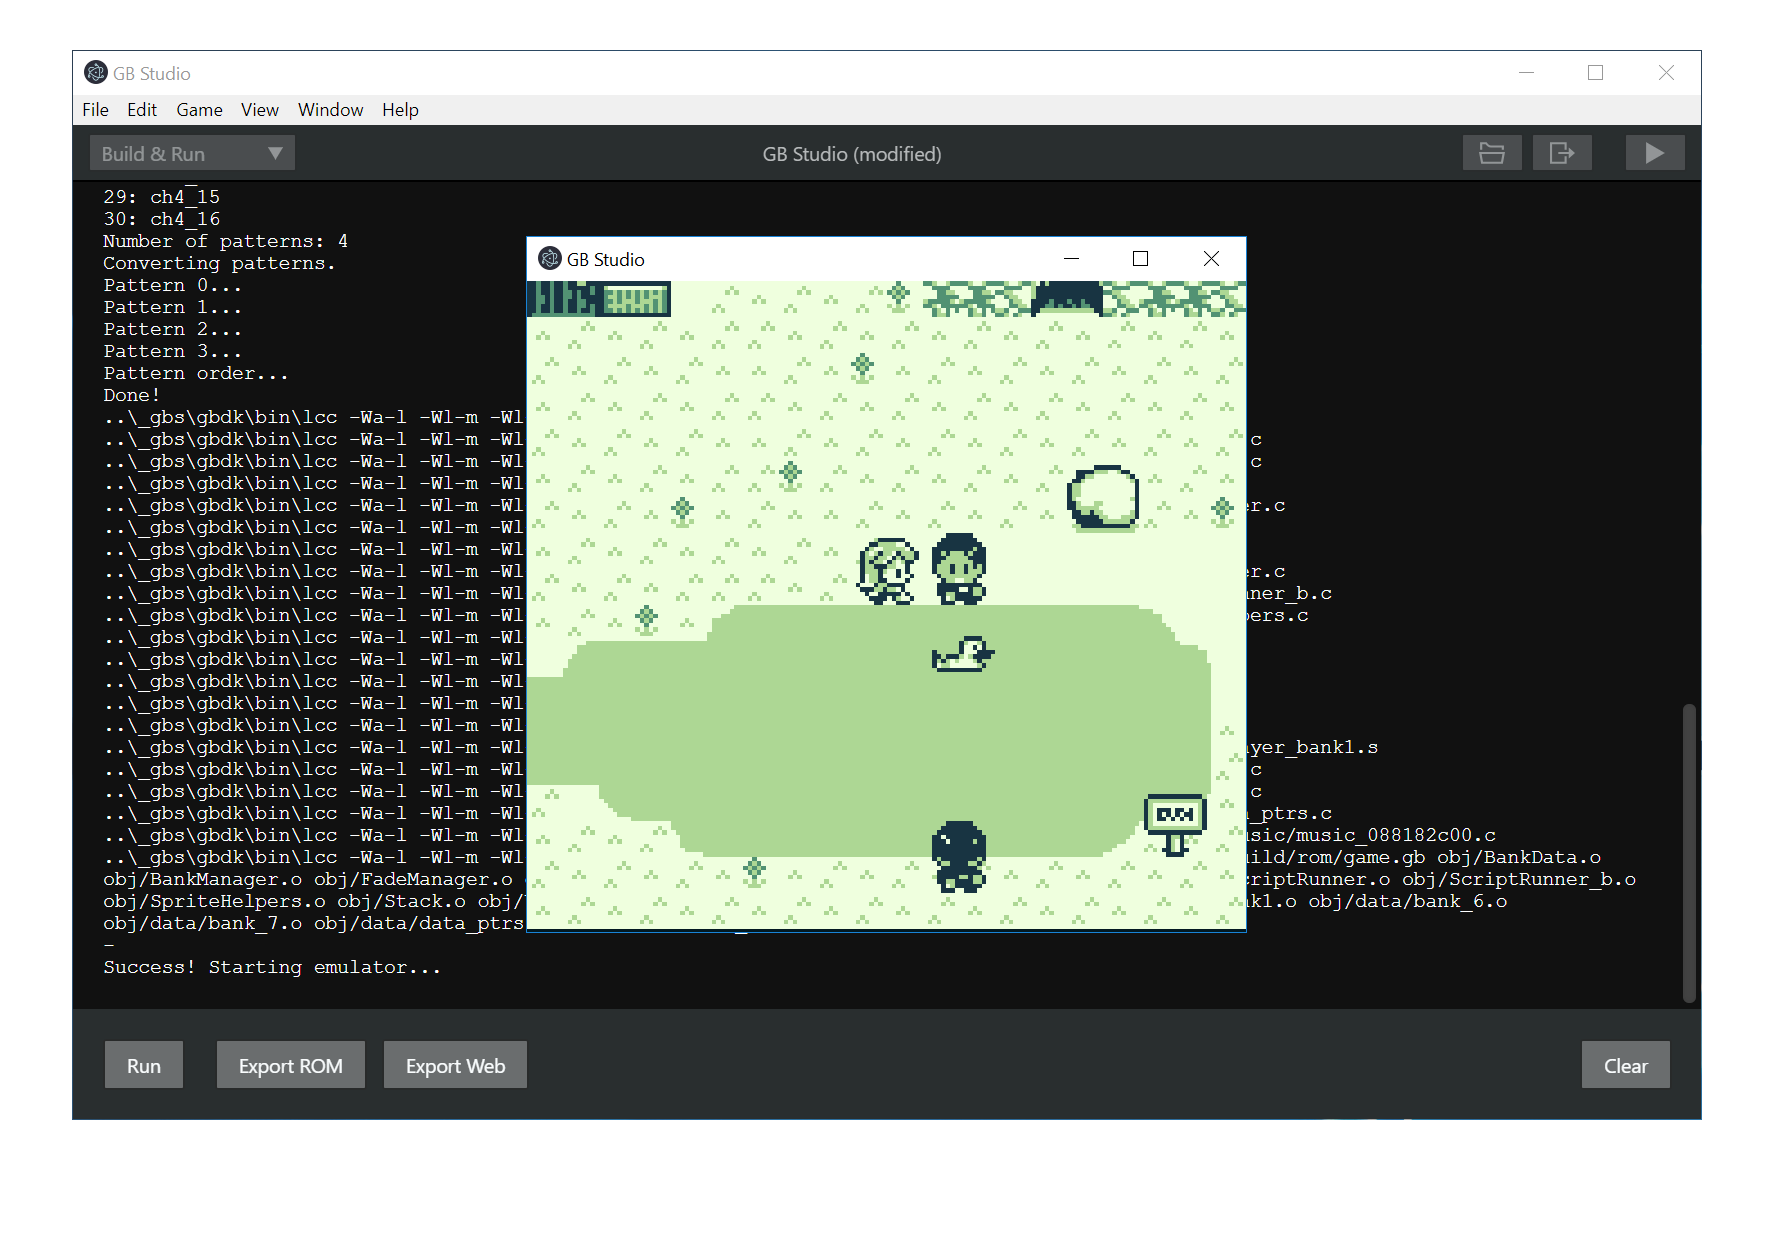 GB Studio
File Edit Game View Window Help
Build & Run
GB Studio (modified)
29: ch4_15
30: ch4_16
Number of patterns: 4
Converting patterns.
Pattern 0...
Pattern 1...
Pattern 2...
Pattern 3...
Pattern order...
Done!
GB Studio
..\_gbs\gbdk\bin\lcc -Wa-l -Wl-m -Wl
..\_gbs\gbdk\bin\lcc -Wa-l -Wl-m -Wl c
..\_gbs\gbdk\bin\lcc -Wa-l -Wl-m -Wl c
..\_gbs\gbdk\bin\lcc -Wa-l -Wl-m -Wl
..\_gbs\gbdk\bin\lcc -Wa-l -Wl-m -Wl er.c
..\_gbs\gbdk\bin\lcc -Wa-l -Wl-m -Wl
..\_gbs\gbdk\bin\lcc -Wa-l -Wl-m -Wl
..\_gbs\gbdk\bin\lcc -Wa-l -Wl-m -Wl er.c
..\_gbs\gbdk\bin\lcc -Wa-l -Wl-m -Wl nner_b.c
..\_gbs\gbdk\bin\lcc -Wa-l -Wl-m -Wl pers.c
..\_gbs\gbdk\bin\lcc -Wa-l -Wl-m -Wl
..\_gbs\gbdk\bin\lcc -Wa-l -Wl-m -Wl
..\_gbs\gbdk\bin\lcc -Wa-l -Wl-m -Wl
..\_gbs\gbdk\bin\lcc -Wa-l -Wl-m -Wl
..\_gbs\gbdk\bin\lcc -Wa-l -Wl-m -Wl
..\_gbs\gbdk\bin\lcc -Wa-l -Wl-m -Wl ayer_bank1.s
..\_gbs\gbdk\bin\lcc -Wa-l -Wl-m -Wl c
..\_gbs\gbdk\bin\lcc -Wa-l -Wl-m -Wl c
..\_gbs\gbdk\bin\lcc -Wa-l -Wl-m -Wl a_ptrs.c
..\_gbs\gbdk\bin\lcc -Wa-l -Wl-m -Wl usic/music_088182c00.c
..\_gbs\gbdk\bin\lcc -Wa-l -Wl-m -Wl uild/rom/game.gb obj/BankData.o
obj/BankManager.o obj/FadeManager.o criptRunner.o obj/ScriptRunner_b.o
obj/SpriteHelpers.o obj/Stack.o obj/ nk1.o obj/data/bank_6.o
obj/data/bank_7.o obj/data/data_ptrs
-
Success! Starting emulator...
Run Export ROM Export Web Clear